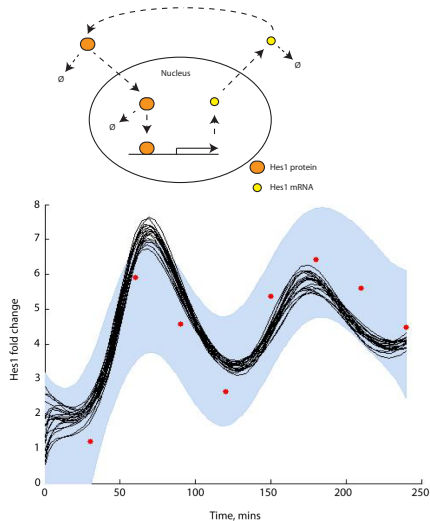 Ø
Ø
Nucleus
Ø
Hes1 protein
Hes1 mRNA
8
7
6
5
4
3
2
1
0
Hes1 fold change
0
50
100
150
200
250
Time, mins